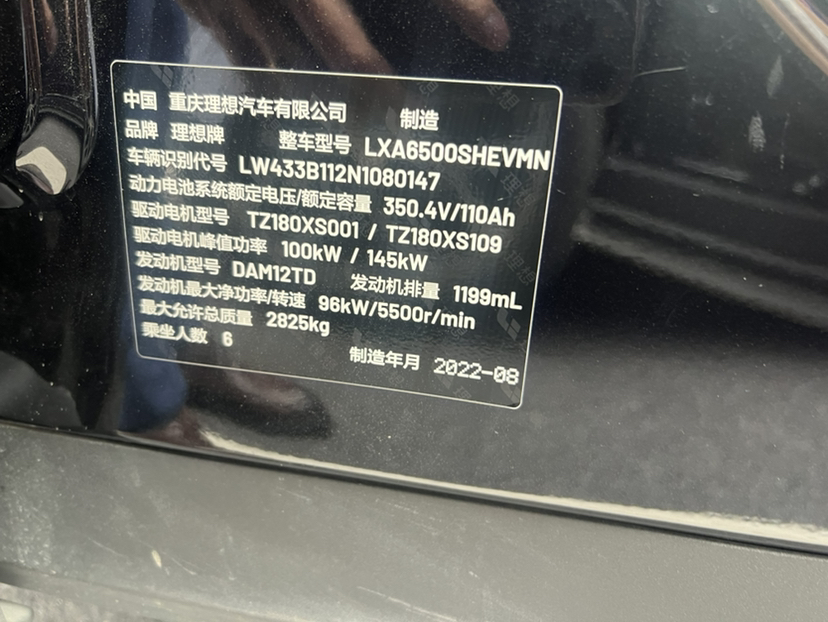 中国 重庆理想汽车有限公司 制造
品牌 理想牌 整车型号 LXA6500SHEVMN
车辆识别代号 LW433B112N1080147
动力电池系统额定电压/额定容量 350.4V/110Ah
驱动电机型号 TZ180XS001 / TZ180XS109
驱动电机峰值功率 100kW / 145kW
发动机型号 DAM12TD 发动机排量 1199mL
发动机最大净功率/转速 96kW/5500r/min
最大允许总质量 2825kg
乘坐人数 6
制造年月 2022-08